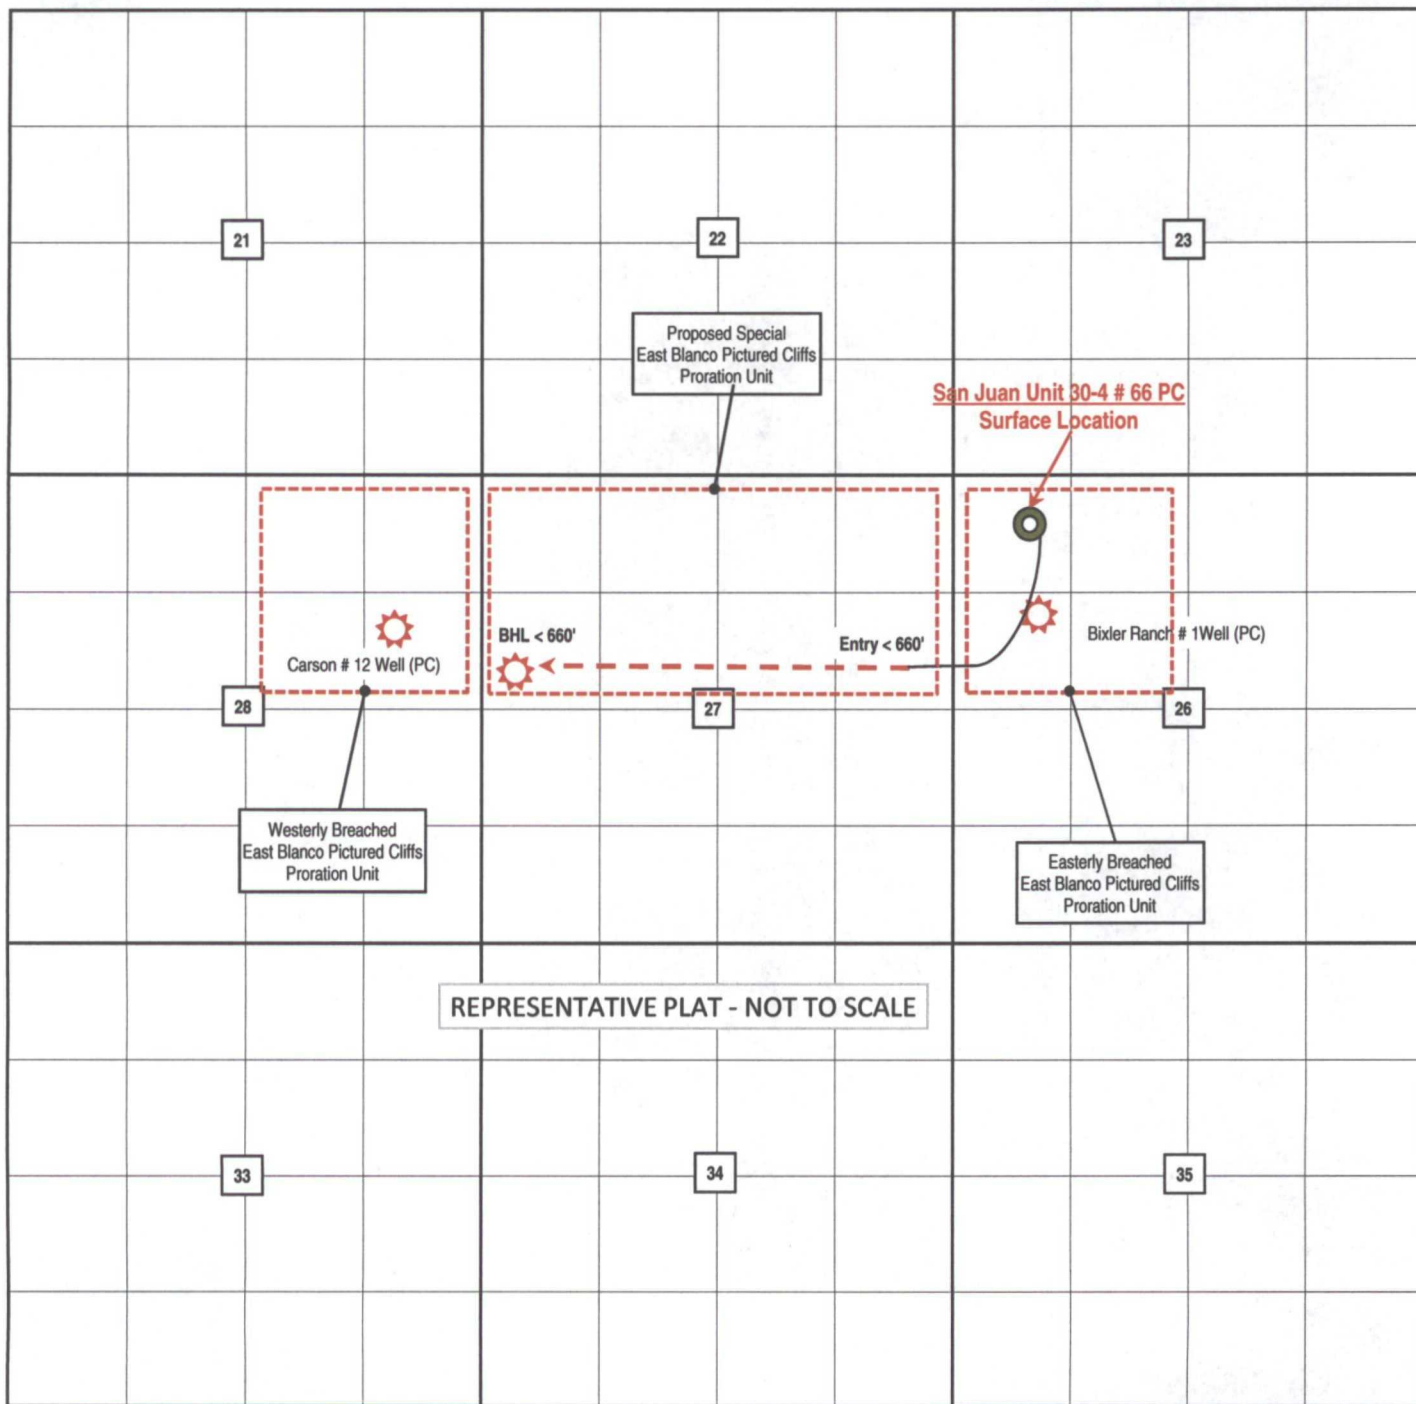 21
22
23
Proposed Special
East Blanco Pictured Cliffs
Proration Unit
San Juan Unit 30-4 # 66 PC
Surface Location
BHL < 660'
Entry < 660'
Bixler Ranch # 1Well (PC)
Carson # 12 Well (PC)
28
27
26
Westerly Breached
East Blanco Pictured Cliffs
Proration Unit
Easterly Breached
East Blanco Pictured Cliffs
Proration Unit
REPRESENTATIVE PLAT - NOT TO SCALE
33
34
35